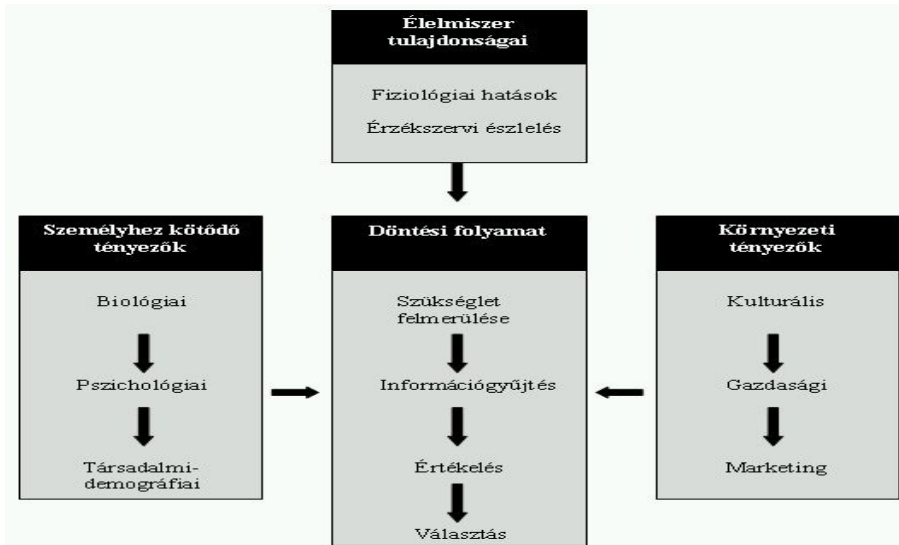 Élelmiszer
tulajdonságai
Fiziológiai hatások
Érzékszervi észlelés
Személyhez kötődő
tényezők
Biológiai
Pszichológiai
Társadalmi-
demográfiai
Döntési folyamat
Szükséglet
felmerülése
Információgyűjtés
Értékelés
Választás
Környezeti
tényezők
Kulturális
Gazdasági
Marketing